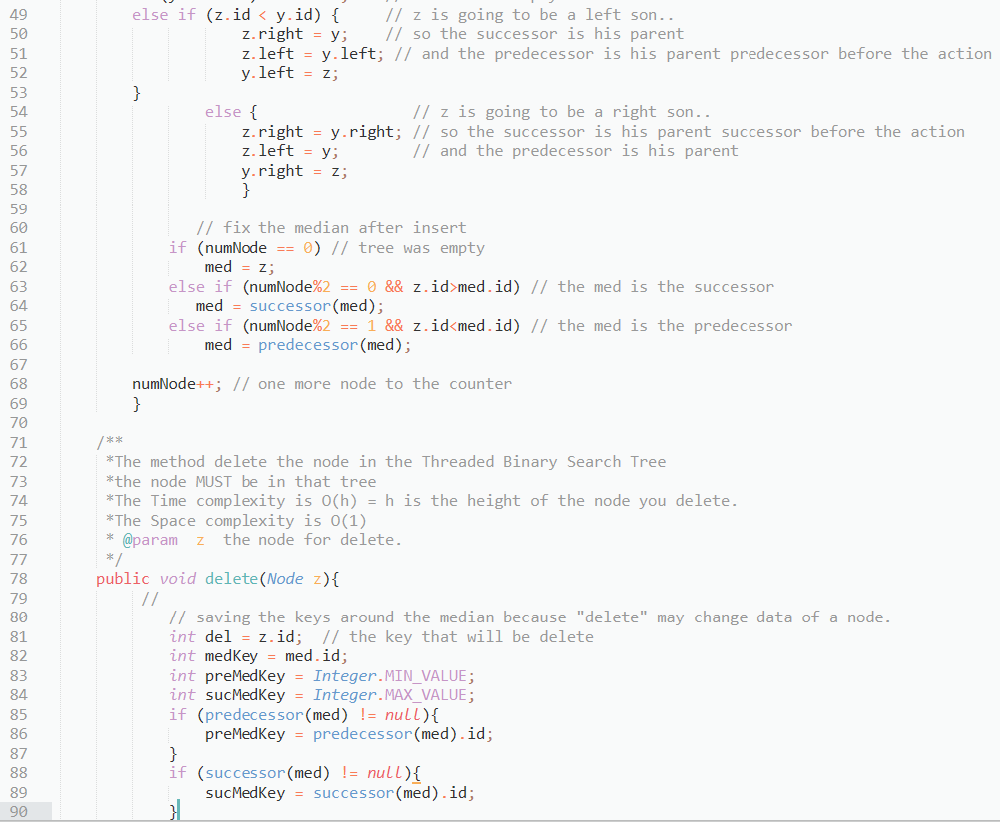 49 else if (z.id < y.id) { // z is going to be a left son..
50 z.right = y; // so the successor is his parent
51 z.left = y.left; // and the predecessor is his parent predecessor before the action
52 y.left = z;
53 }
54 else { // z is going to be a right son..
55 z.right = y.right; // so the successor is his parent successor before the action
56 z.left = y; // and the predecessor is his parent
57 y.right = z;
58 }
59
60 // fix the median after insert
61 if (numNode == 0) // tree was empty
62 med = z;
63 else if (numNode%2 == 0 && z.id>med.id) // the med is the successor
64 med = successor(med);
65 else if (numNode%2 == 1 && z.id<med.id) // the med is the predecessor
66 med = predecessor(med);
67
68 numNode++; // one more node to the counter
69 }
70
71 /**
72 *The method delete the node in the Threaded Binary Search Tree
73 *the node MUST be in that tree
74 *The Time complexity is O(h) = h is the height of the node you delete.
75 *The Space complexity is O(1)
76 * @param z the node for delete.
77 */
78 public void delete(Node z){
79 //
80 // saving the keys around the median because "delete" may change data of a node.
81 int del = z.id; // the key that will be delete
82 int medKey = med.id;
83 int preMedKey = Integer.MIN_VALUE;
84 int sucMedKey = Integer.MAX_VALUE;
85 if (predecessor(med) != null){
86 preMedKey = predecessor(med).id;
87 }
88 if (successor(med) != null){
89 sucMedKey = successor(med).id;
90 }